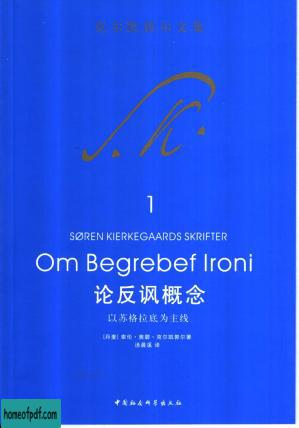 克尔凯郭尔文集
S.K.
1
SØREN KIERKEGAARDS SKRIFTER
Om Begrebef Ironi
论反讽概念
以苏格拉底为主线
[丹麦] 索伦·奥碧·克尔凯郭尔著
汤晨溪 译
中国社会科学出版社
homeofpdf.com